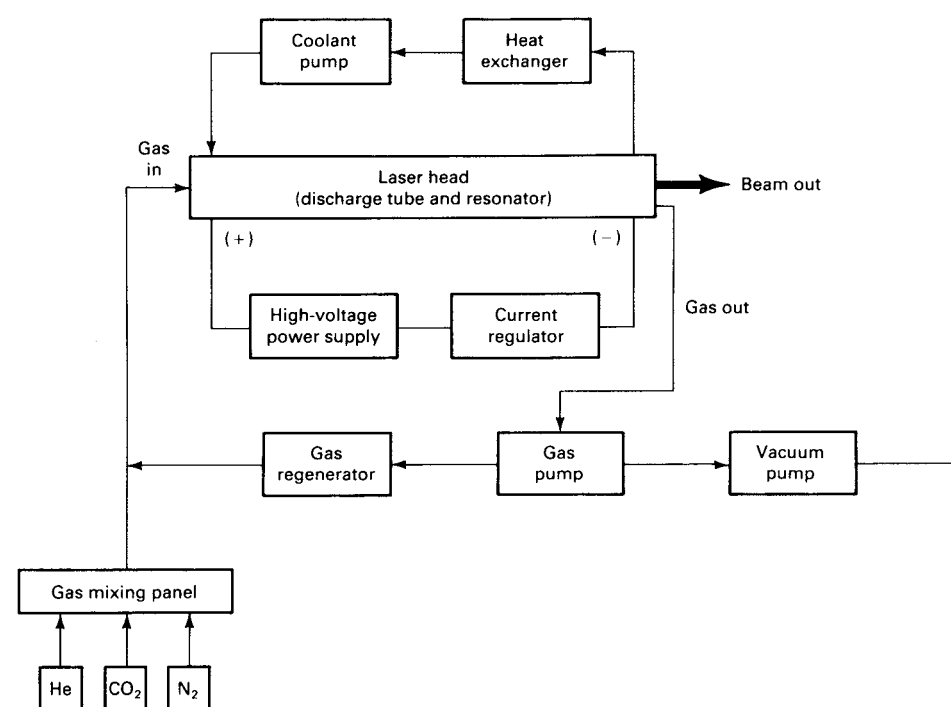 Coolant
pump
Heat
exchanger
Gas
in
Laser head
(discharge tube and resonator)
Beam out
(+)
(−)
High-voltage
power supply
Current
regulator
Gas out
Gas
regenerator
Gas
pump
Vacuum
pump
Gas mixing panel
He
CO₂
N₂